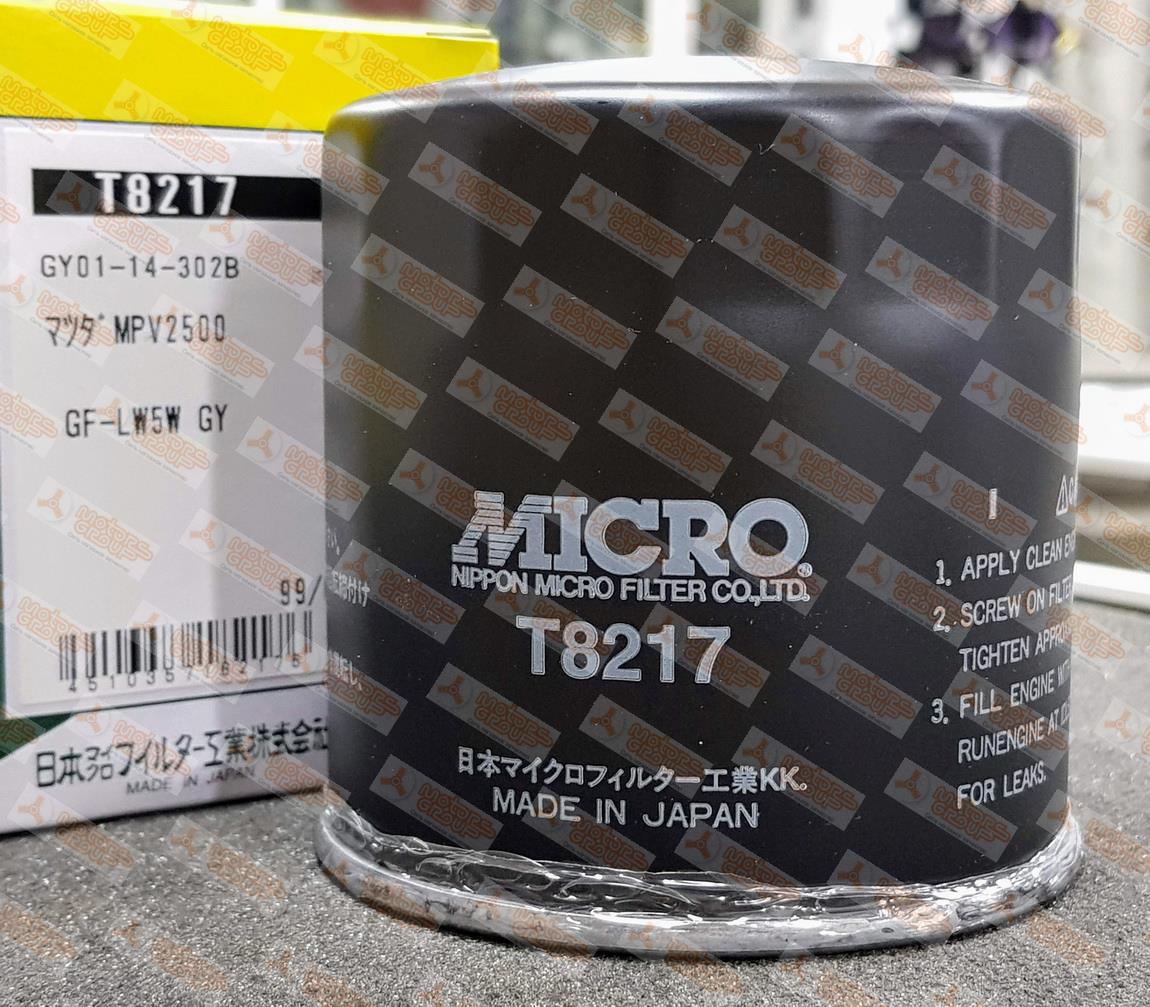 T8217
GY01-14-302B
マツダ MPV2500
GF-LW5W GY
99/
日本マイクロフィルター工業株式会社
MADE IN JAPAN
MICRO®
NIPPON MICRO FILTER CO.,LTD.
T8217
日本マイクロフィルター工業KK.
MADE IN JAPAN
1. APPLY CLEAN
2. SCREW ON FILTER
TIGHTEN
3. FILL ENGINE
RUNENGINE AT
FOR LEAKS.